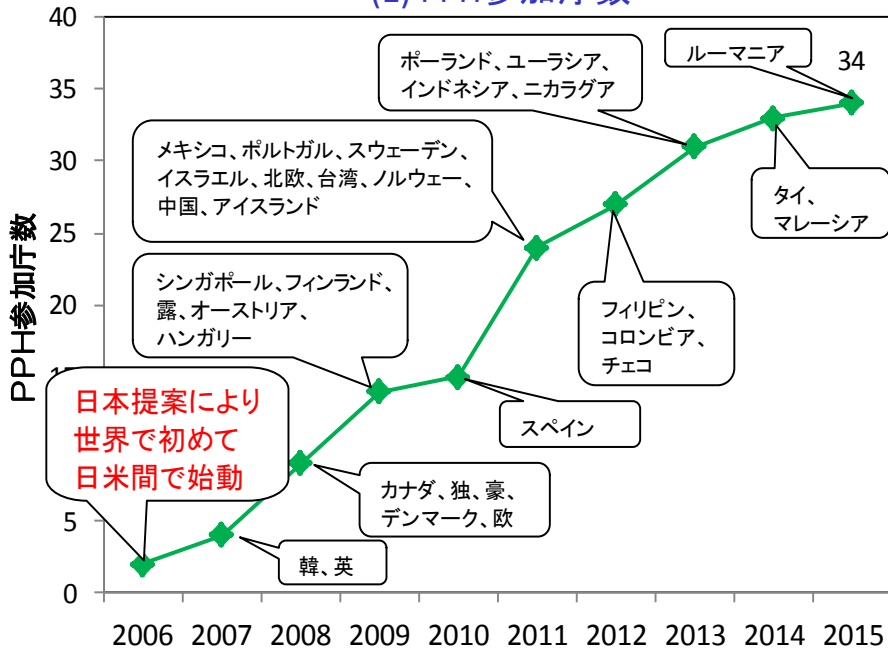 PPH参加庁数
40
35
30
25
20
5
0
PPH参加庁数
ルーマニア
34
ポーランド、ユーラシア、
インドネシア、ニカラグア
メキシコ、ポルトガル、スウェーデン、
イスラエル、北欧、台湾、ノルウェー、
中国、アイスランド
タイ、
マレーシア
シンガポール、フィンランド、
露、オーストリア、
ハンガリー
フィリピン、
コロンビア、
チェコ
日本提案により
世界で初めて
日米間で始動
スペイン
カナダ、独、豪、
デンマーク、欧
韓、英
2006 2007 2008 2009 2010 2011 2012 2013 2014 2015